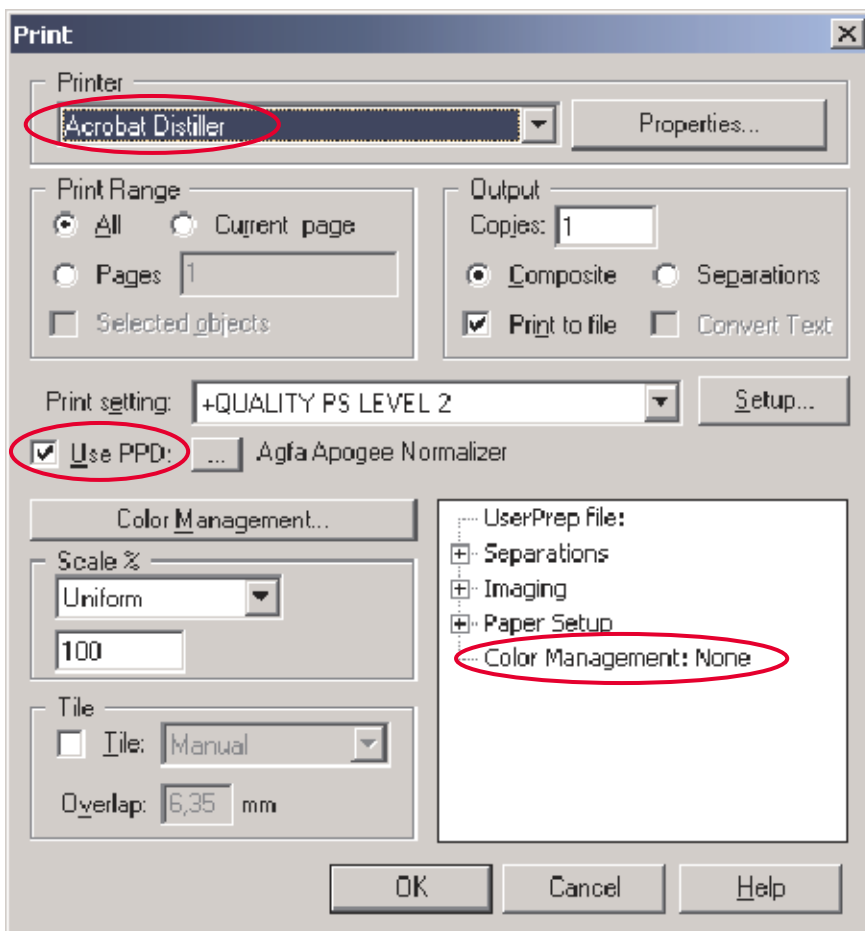 Print
Printer
Acrobat Distiller
Properties...
Print Range
All
Current page
Pages
1
Selected objects
Output
Copies: 1
Composite
Separations
Print to file
Convert Text
Print setting: +QUALITY PS LEVEL 2
Setup...
Use PPD: ... Agfa Apogee Normalizer
Color Management...
Scale %
Uniform
100
Tile
Tile: Manual
Overlap: 6,35 mm
UserPrep file:
Separations
Imaging
Paper Setup
Color Management: None
OK
Cancel
Help